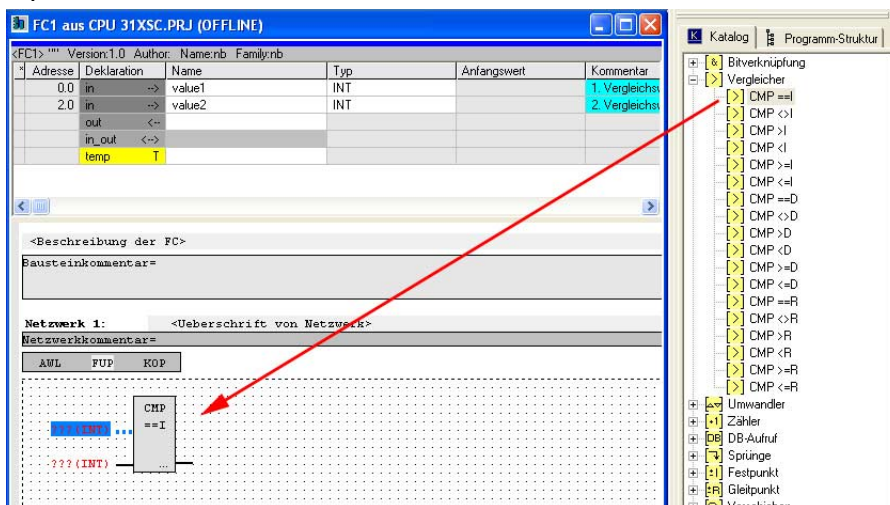 FC1 aus CPU 31XSC.PRJ (OFFLINE)
<FC1> "" Version:1.0 Author: Name:nb Family:nb
* Adresse Deklaration Name Typ Anfangswert Kommentar
0.0 in --> value1 INT 1. Vergleichs
2.0 in --> value2 INT 2. Vergleichs
out <--
in_out <-->
temp T
<Beschreibung der FC>
Bausteinkommentar=
Netzwerk 1: <Ueberschrift von Netzwerk>
Netzwerkkommentar=
AWL FUP KOP
CMP
==I
???(INT)
???(INT)
...
Katalog Programm-Struktur
Bitverknüpfung
Vergleicher
CMP ==I
CMP <>I
CMP >I
CMP <I
CMP >=I
CMP <=I
CMP ==D
CMP <>D
CMP >D
CMP <D
CMP >=D
CMP <=D
CMP ==R
CMP <>R
CMP >R
CMP <R
CMP >=R
CMP <=R
Umwandler
Zähler
DB DB-Aufruf
Sprünge
Festpunkt
Gleitpunkt